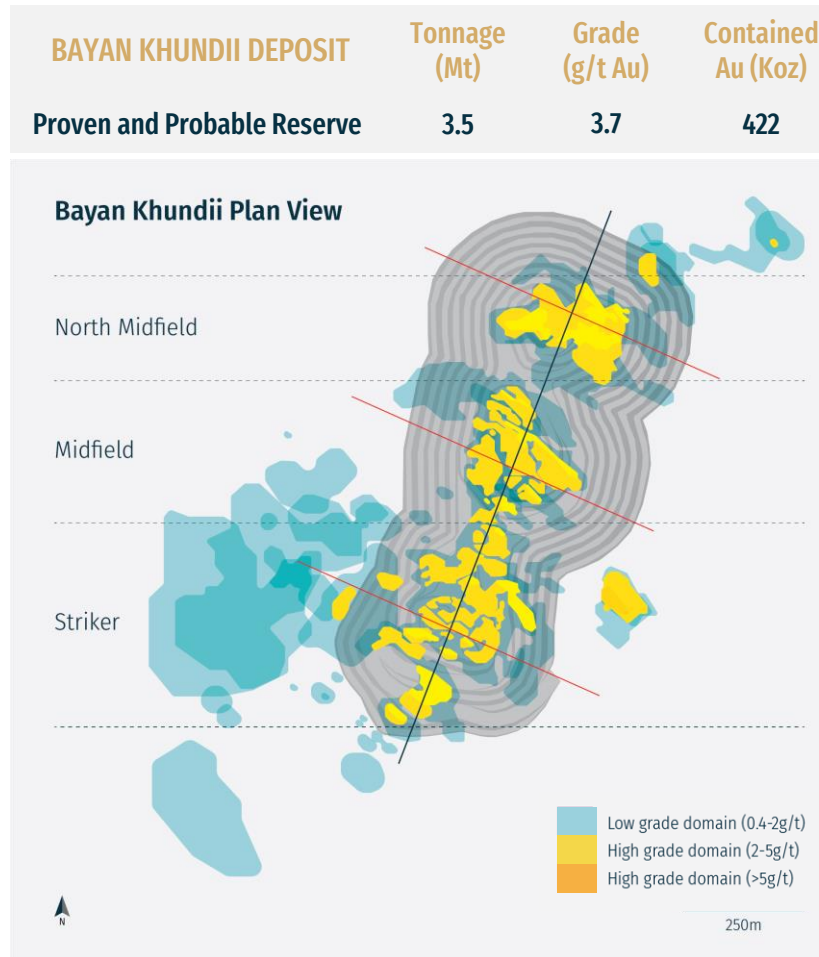 BAYAN KHUNDII DEPOSIT
Tonnage
(Mt)
Grade
(g/t Au)
Contained
Au (Koz)
Proven and Probable Reserve 3.5 3.7 422
Bayan Khundii Plan View
North Midfield
Midfield
Striker
Low grade domain (0.4-2g/t)
High grade domain (2-5g/t)
High grade domain (>5g/t)
N
250m